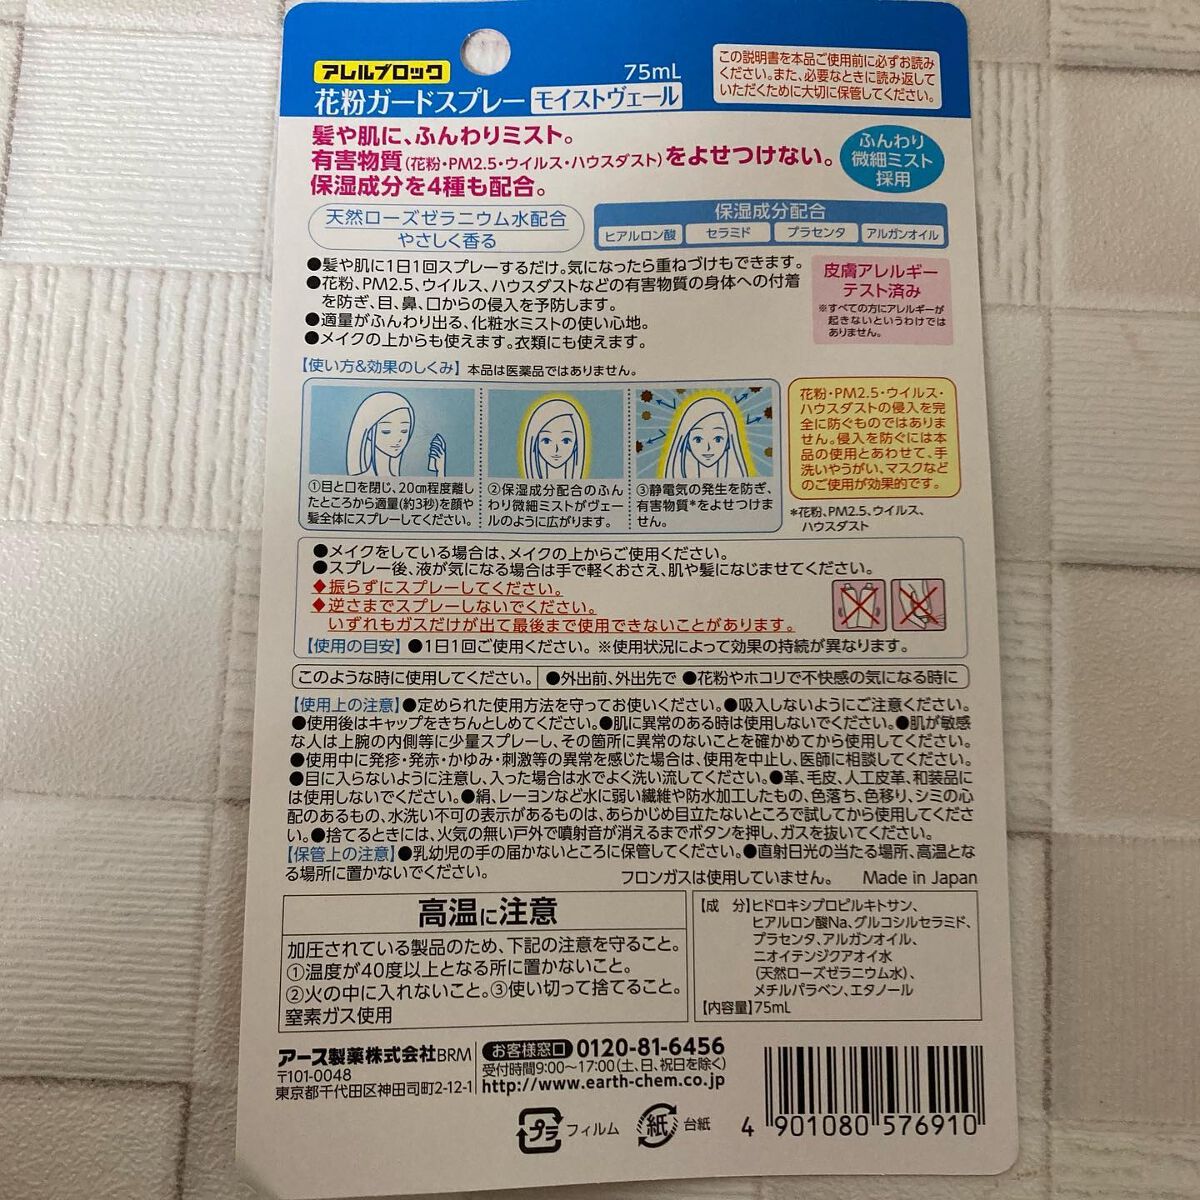 アレルブロック
75mL
花粉ガードスプレー モイストヴェール
この説明書を本品ご使用前に必ずお読み
ください。また、必要なときに読み返して
いただくために大切に保管してください。
髪や肌に、ふんわりミスト。
有害物質(花粉・PM2.5・ウイルス・ハウスダスト)をよせつけない。
保湿成分を4種も配合。
ふんわり
微細ミスト
採用
天然ローズゼラニウム水配合
やさしく香る
保湿成分配合
ヒアルロン酸 セラミド プラセンタ アルガンオイル
●髪や肌に1日1回スプレーするだけ。気になったら重ねづけもできます。
●花粉、PM2.5、ウイルス、ハウスダストなどの有害物質の身体への付着
を防ぎ、目、鼻、口からの侵入を予防します。
●適量がふんわり出る、化粧水ミストの使い心地。
●メイクの上からも使えます。衣類にも使えます。
皮膚アレルギー
テスト済み
※すべての方にアレルギーが
起きないというわけでは
ありません。
【使い方&効果のしくみ】 本品は医薬品ではありません。
①目と口を閉じ、20cm程度離し
たところから適量(約3秒)を顔や
髪全体にスプレーしてください。
②保湿成分配合のふん
わり微細ミストがヴェー
ルのように広がります。
③静電気の発生を防ぎ、
有害物質*をよせつけま
せん。
花粉・PM2.5・ウイルス・
ハウスダストの侵入を完
全に防ぐものではありま
せん。侵入を防ぐには本
品の使用とあわせて、手
洗いやうがい、マスクなど
のご使用が効果的です。
*花粉、PM2.5、ウイルス、
ハウスダスト
●メイクをしている場合は、メイクの上からご使用ください。
●スプレー後、液が気になる場合は手で軽くおさえ、肌や髪になじませてください。
◆振らずにスプレーしてください。
◆逆さまでスプレーしないでください。
いずれもガスだけが出て最後まで使用できないことがあります。
【使用の目安】●1日1回ご使用ください。※使用状況によって効果の持続が異なります。
このような時に使用してください。 ●外出前、外出先で ●花粉やホコリで不快感の気になる時に
【使用上の注意】●定められた使用方法を守ってお使いください。●吸入しないようにご注意ください。
●使用後はキャップをきちんとしめてください。●肌に異常のある時は使用しないでください。●肌が敏感
な人は上腕の内側等に少量スプレーし、その箇所に異常のないことを確かめてから使用してください。
●使用中に発疹・発赤・かゆみ・刺激等の異常を感じた場合は、使用を中止し、医師に相談してください。
●目に入らないように注意し、入った場合は水でよく洗い流してください。●革、毛皮、人工皮革、和装品に
は使用しないでください。●絹、レーヨンなど水に弱い繊維や防水加工したもの、色落ち、色移り、シミの心
配のあるもの、水洗い不可の表示があるものは、あらかじめ目立たないところで試してから使用してくださ
い。●捨てるときには、火気の無い戸外で噴射音が消えるまでボタンを押し、ガスを抜いてください。
【保管上の注意】●乳幼児の手の届かないところに保管してください。●直射日光の当たる場所、高温とな
る場所に置かないでください。
フロンガスは使用していません。 Made in Japan
高温に注意
加圧されている製品のため、下記の注意を守ること。
①温度が40度以上となる所に置かないこと。
②火の中に入れないこと。③使い切って捨てること。
窒素ガス使用
【成 分】ヒドロキシプロピルキトサン、
ヒアルロン酸Na、グルコシルセラミド、
プラセンタ、アルガンオイル、
ニオイテンジクアオイ水
(天然ローズゼラニウム水)、
メチルパラベン、エタノール
【内容量】75mL
アース製薬株式会社BRM
〒101-0048
東京都千代田区神田司町2-12-1
お客様窓口 0120-81-6456
受付時間9:00〜17:00(土、日、祝日を除く)
http://www.earth-chem.co.jp
プラ フィルム
紙 台紙
4 901080 576910